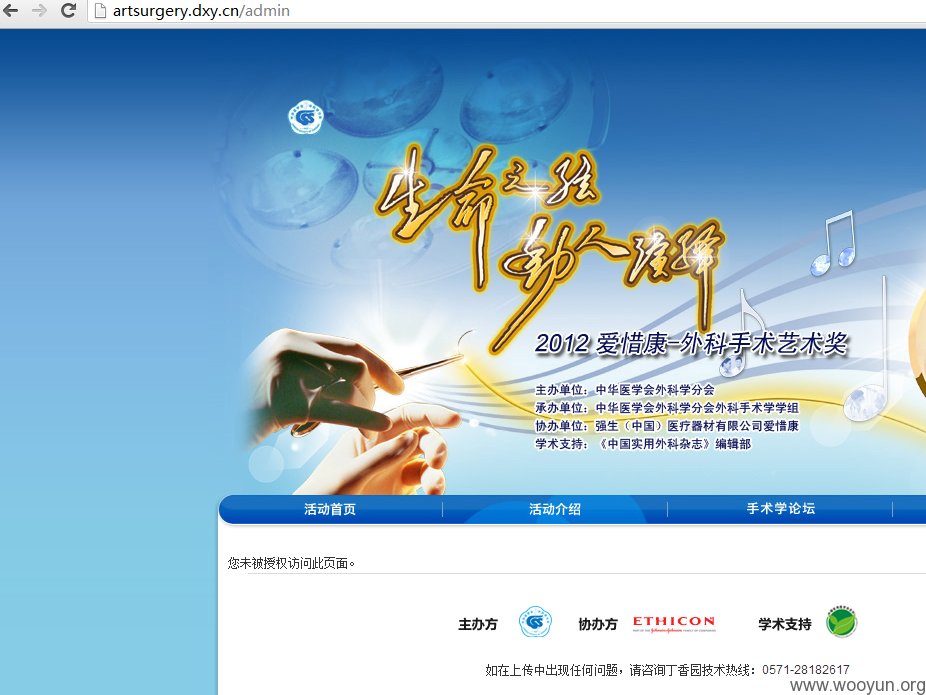 artsurgery.dxy.cn/admin
生命之弦
动人演绎
2012 爱惜康-外科手术艺术奖
主办单位：中华医学会外科学分会
承办单位：中华医学会外科学分会外科手术学学组
协办单位：强生（中国）医疗器材有限公司爱惜康
学术支持：《中国实用外科杂志》编辑部
活动首页 活动介绍 手术学论坛
您未被授权访问此页面。
主办方 协办方 ETHICON 学术支持
如在上传中出现任何问题，请咨询丁香园技术热线：0571-28182617
www.wooyun.org